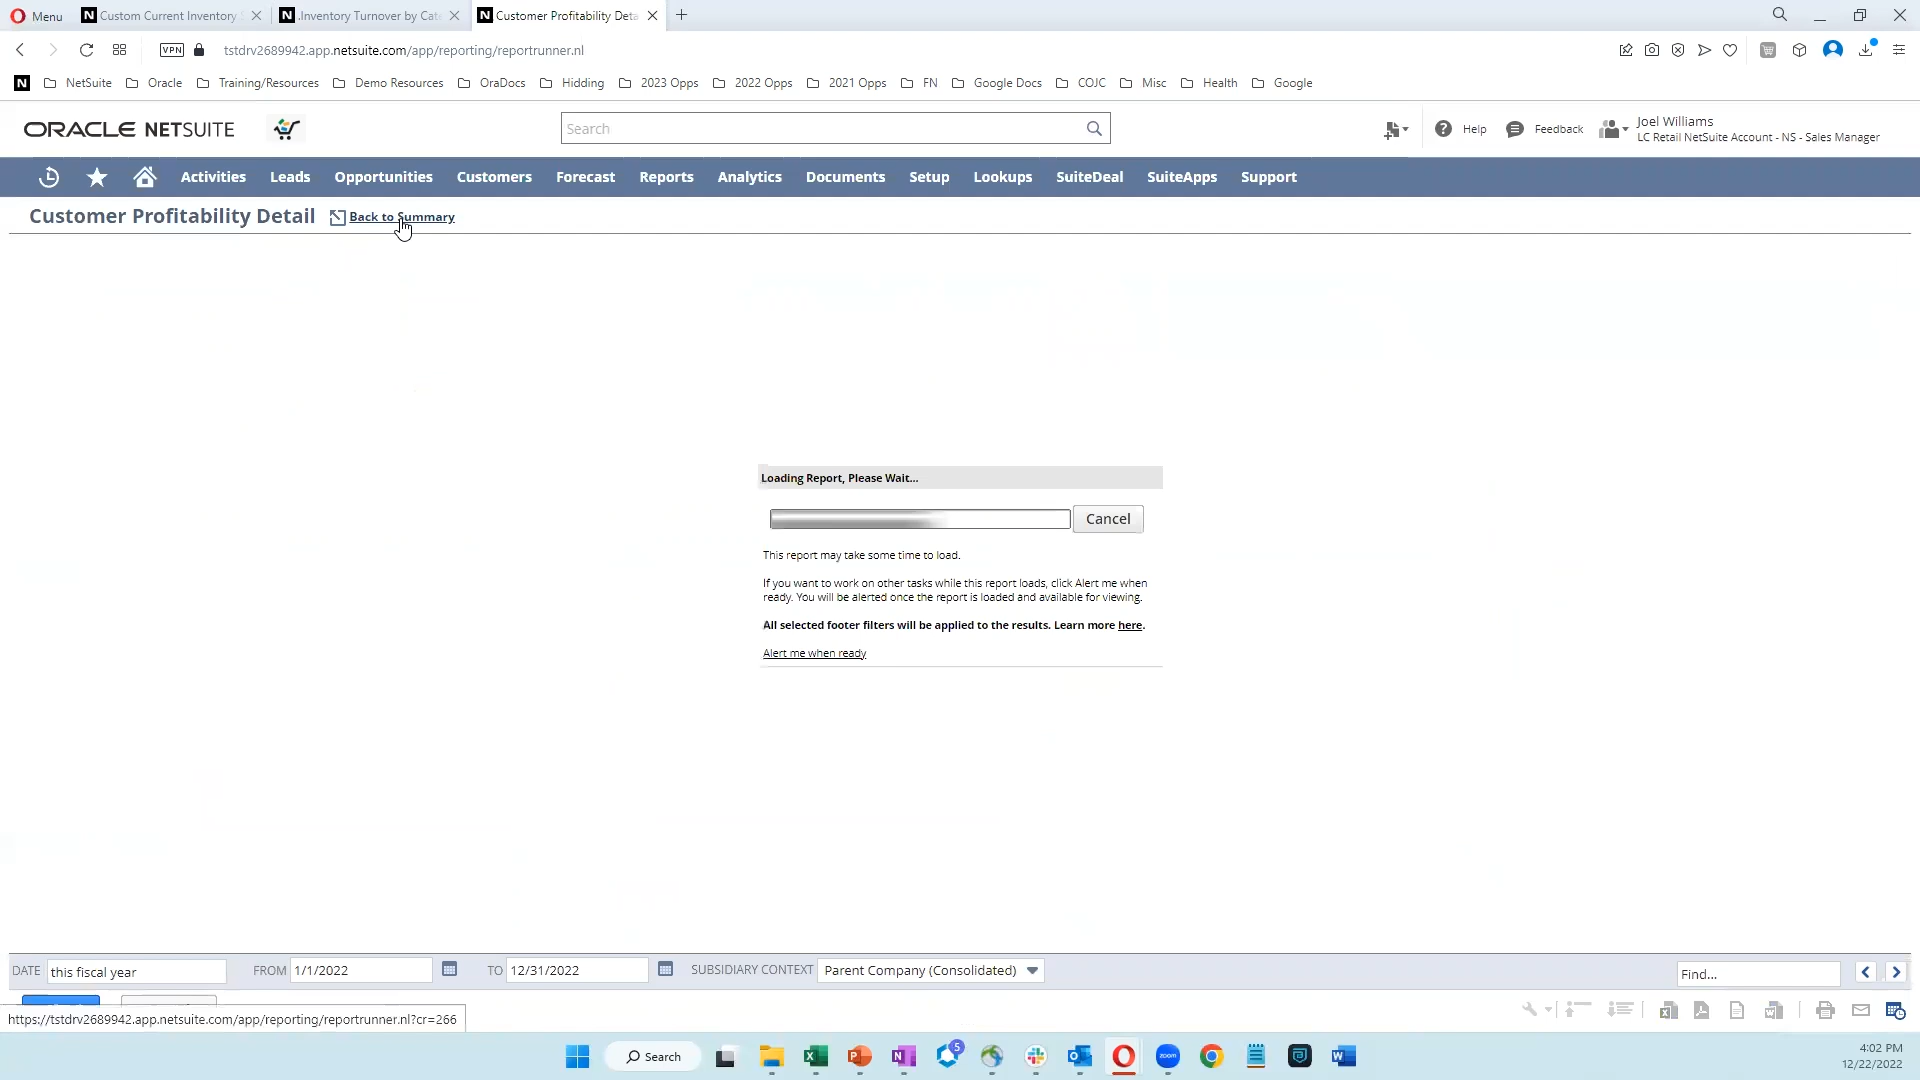 Menu
Custom Current Inventory
.Inventory Turnover by Cat
Customer Profitability Deta
VPN
tstdrv2689942.app.netsuite.com/app/reporting/reportrunner.nl
N NetSuite Oracle Training/Resources Demo Resources OraDocs Hidding 2023 Opps 2022 Opps 2021 Opps FN Google Docs COJC Misc Health Google
ORACLE NETSUITE
Search
Help
Feedback
Joel Williams
LC Retail NetSuite Account - NS - Sales Manager
Activities Leads Opportunities Customers Forecast Reports Analytics Documents Setup Lookups SuiteDeal SuiteApps Support
Customer Profitability Detail
Back to Summary
Loading Report, Please Wait...
Cancel
This report may take some time to load.
If you want to work on other tasks while this report loads, click Alert me when
ready. You will be alerted once the report is loaded and available for viewing.
All selected footer filters will be applied to the results. Learn more here.
Alert me when ready
DATE this fiscal year FROM 1/1/2022 TO 12/31/2022 SUBSIDIARY CONTEXT Parent Company (Consolidated) Find...
https://tstdrv2689942.app.netsuite.com/app/reporting/reportrunner.nl?cr=266
Search
5
zoom
4:02 PM
12/22/2022